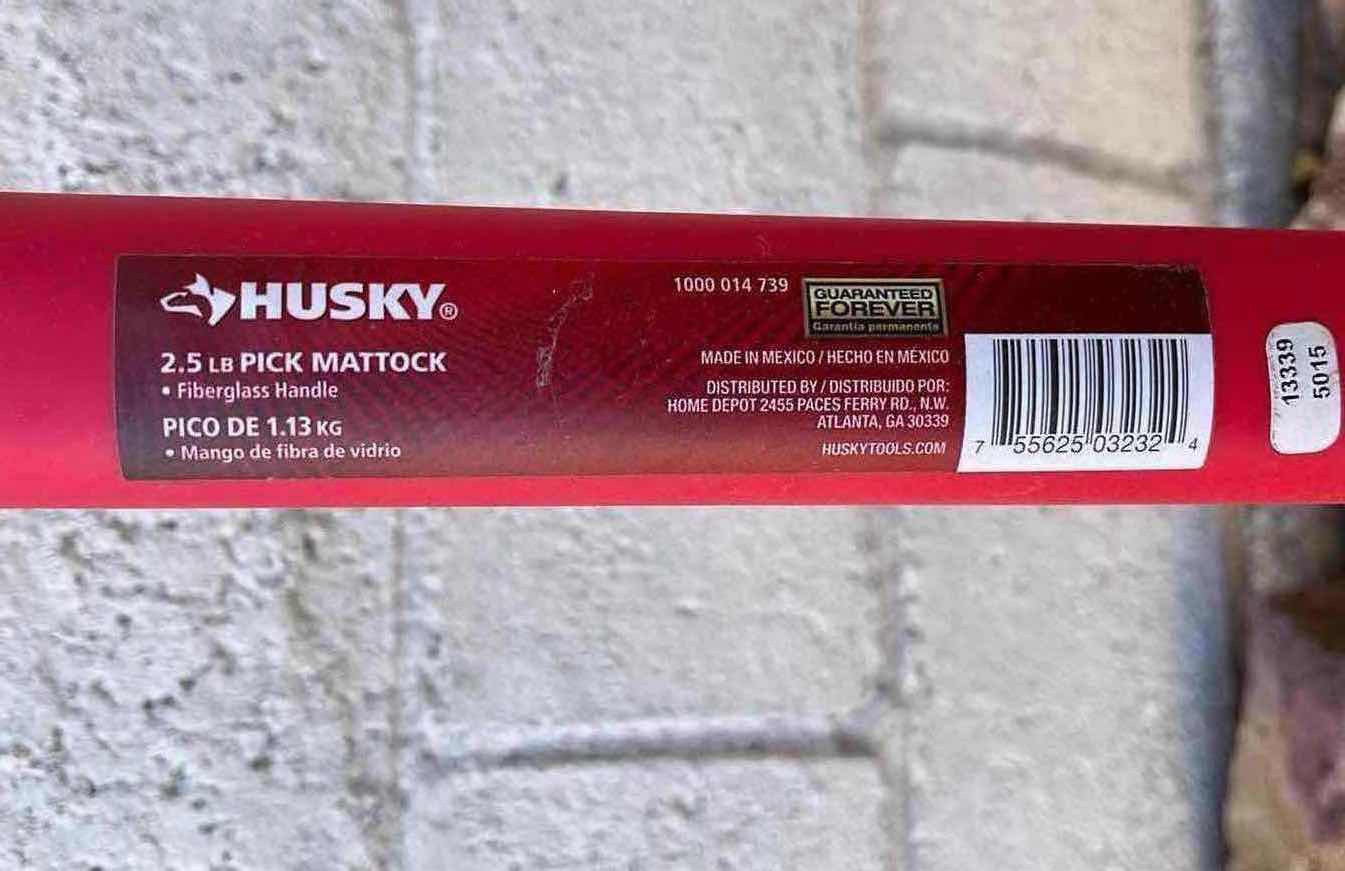 HUSKY®
2.5 LB PICK MATTOCK
• Fiberglass Handle
PICO DE 1.13 KG
• Mango de fibra de vidrio
1000 014 739
GUARANTEED
FOREVER
Garantía permanente
MADE IN MEXICO / HECHO EN MÉXICO
DISTRIBUTED BY / DISTRIBUIDO POR:
HOME DEPOT 2455 PACES FERRY RD., N.W.
ATLANTA, GA 30339
HUSKYTOOLS.COM
7 55625 03232 4
13339
5015